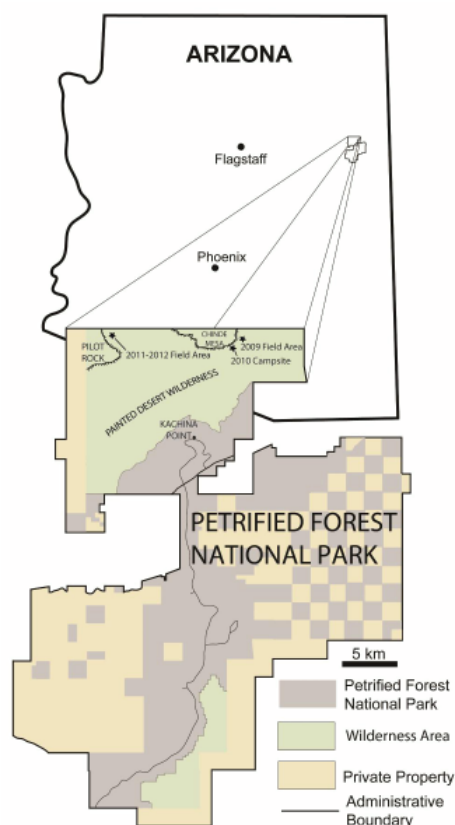 ARIZONA
Flagstaff
Phoenix
PILOT
ROCK
2011-2012 Field Area
CHINDE
MESA
2009 Field Area
2010 Campsite
PAINTED DESERT WILDERNESS
KACHINA
POINT
PETRIFIED FOREST
NATIONAL PARK
5 km
Petrified Forest
National Park
Wilderness Area
Private Property
Administrative
Boundary